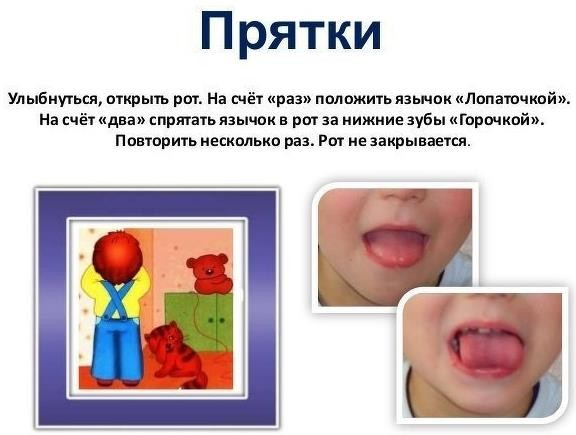 Прятки
Улыбнуться, открыть рот. На счёт «раз» положить язычок «Лопаточкой».
На счёт «два» спрятать язычок в рот за нижние зубы «Горочкой».
Повторить несколько раз. Рот не закрывается.